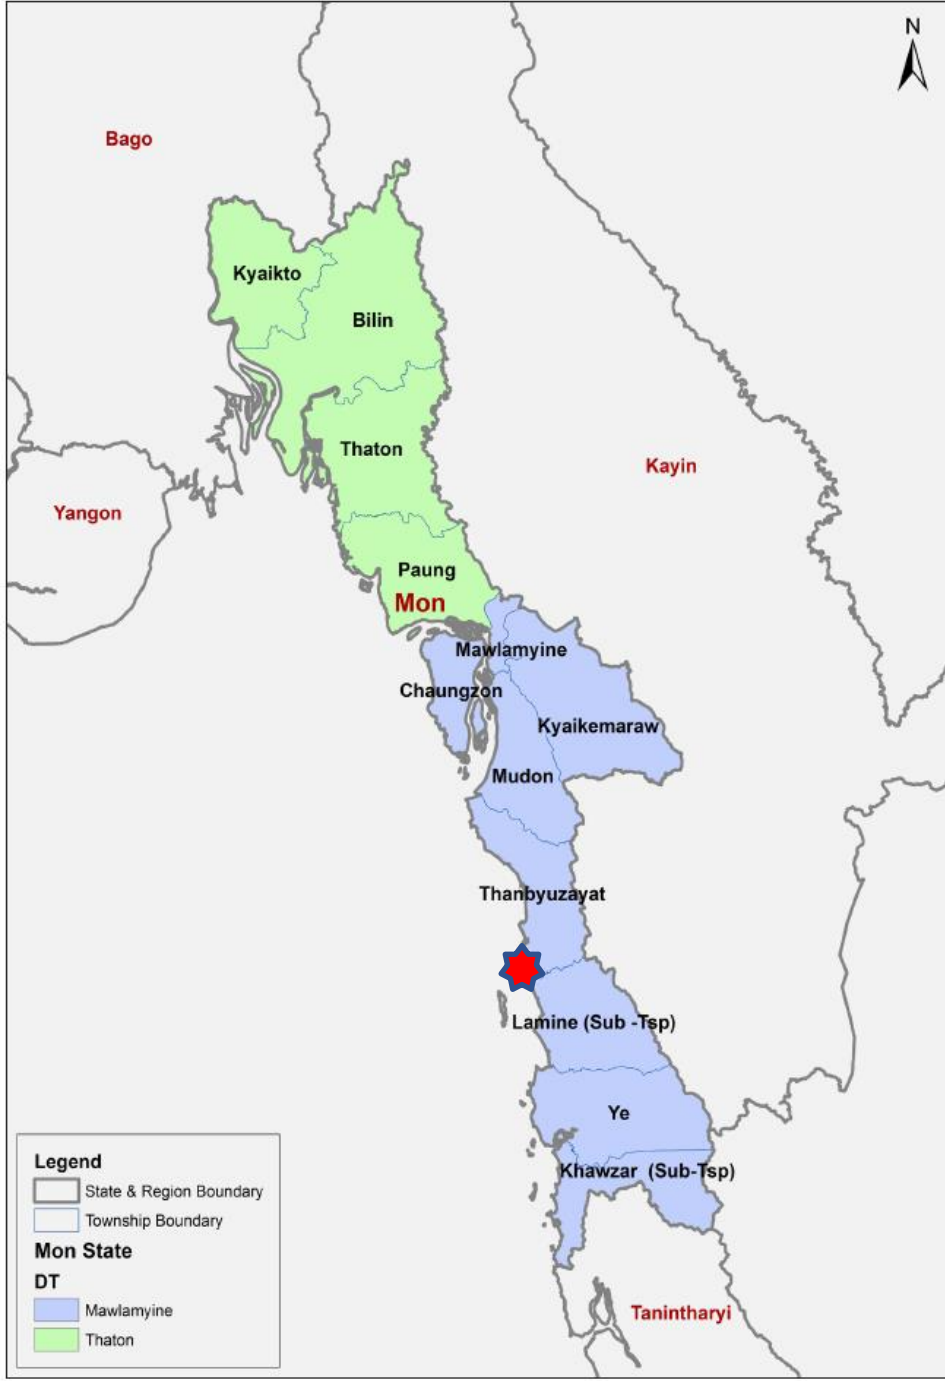 N
Bago
Kyaikto
Bilin
Thaton
Kayin
Yangon
Paung
Mon
Mawlamyine
Chaungzon
Kyaikemaraw
Mudon
Thanbyuzayat
Lamine (Sub -Tsp)
Ye
Khawzar (Sub-Tsp)
Tanintharyi
Legend
State & Region Boundary
Township Boundary
Mon State
DT
Mawlamyine
Thaton